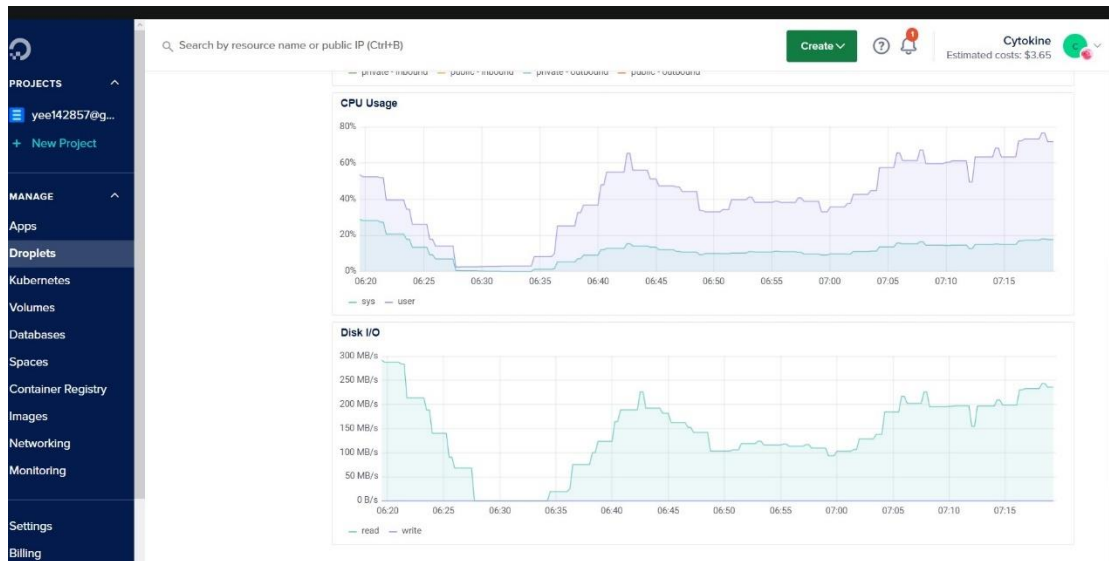 Search by resource name or public IP (Ctrl+B)
Create
?
1
Cytokine
Estimated costs: $3.65
C
PROJECTS
yee142857@g...
+ New Project
MANAGE
Apps
Droplets
Kubernetes
Volumes
Databases
Spaces
Container Registry
Images
Networking
Monitoring
Settings
Billing
private - inbound public - inbound private - outbound public - outbound
CPU Usage
80%
60%
40%
20%
0%
06:20 06:25 06:30 06:35 06:40 06:45 06:50 06:55 07:00 07:05 07:10 07:15
sys user
Disk I/O
300 MB/s
250 MB/s
200 MB/s
150 MB/s
100 MB/s
50 MB/s
0 B/s
06:20 06:25 06:30 06:35 06:40 06:45 06:50 06:55 07:00 07:05 07:10 07:15
read write